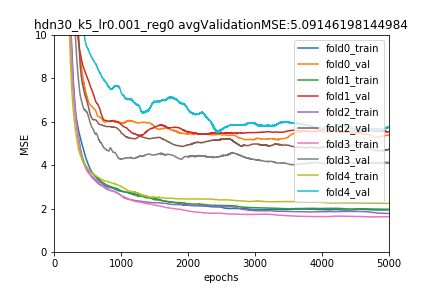 hdn30_k5_lr0.001_reg0 avgValidationMSE:5.09146198144984
10
8
6
4
2
0
MSE
0 1000 2000 3000 4000 5000
epochs
fold0_train
fold0_val
fold1_train
fold1_val
fold2_train
fold2_val
fold3_train
fold3_val
fold4_train
fold4_val